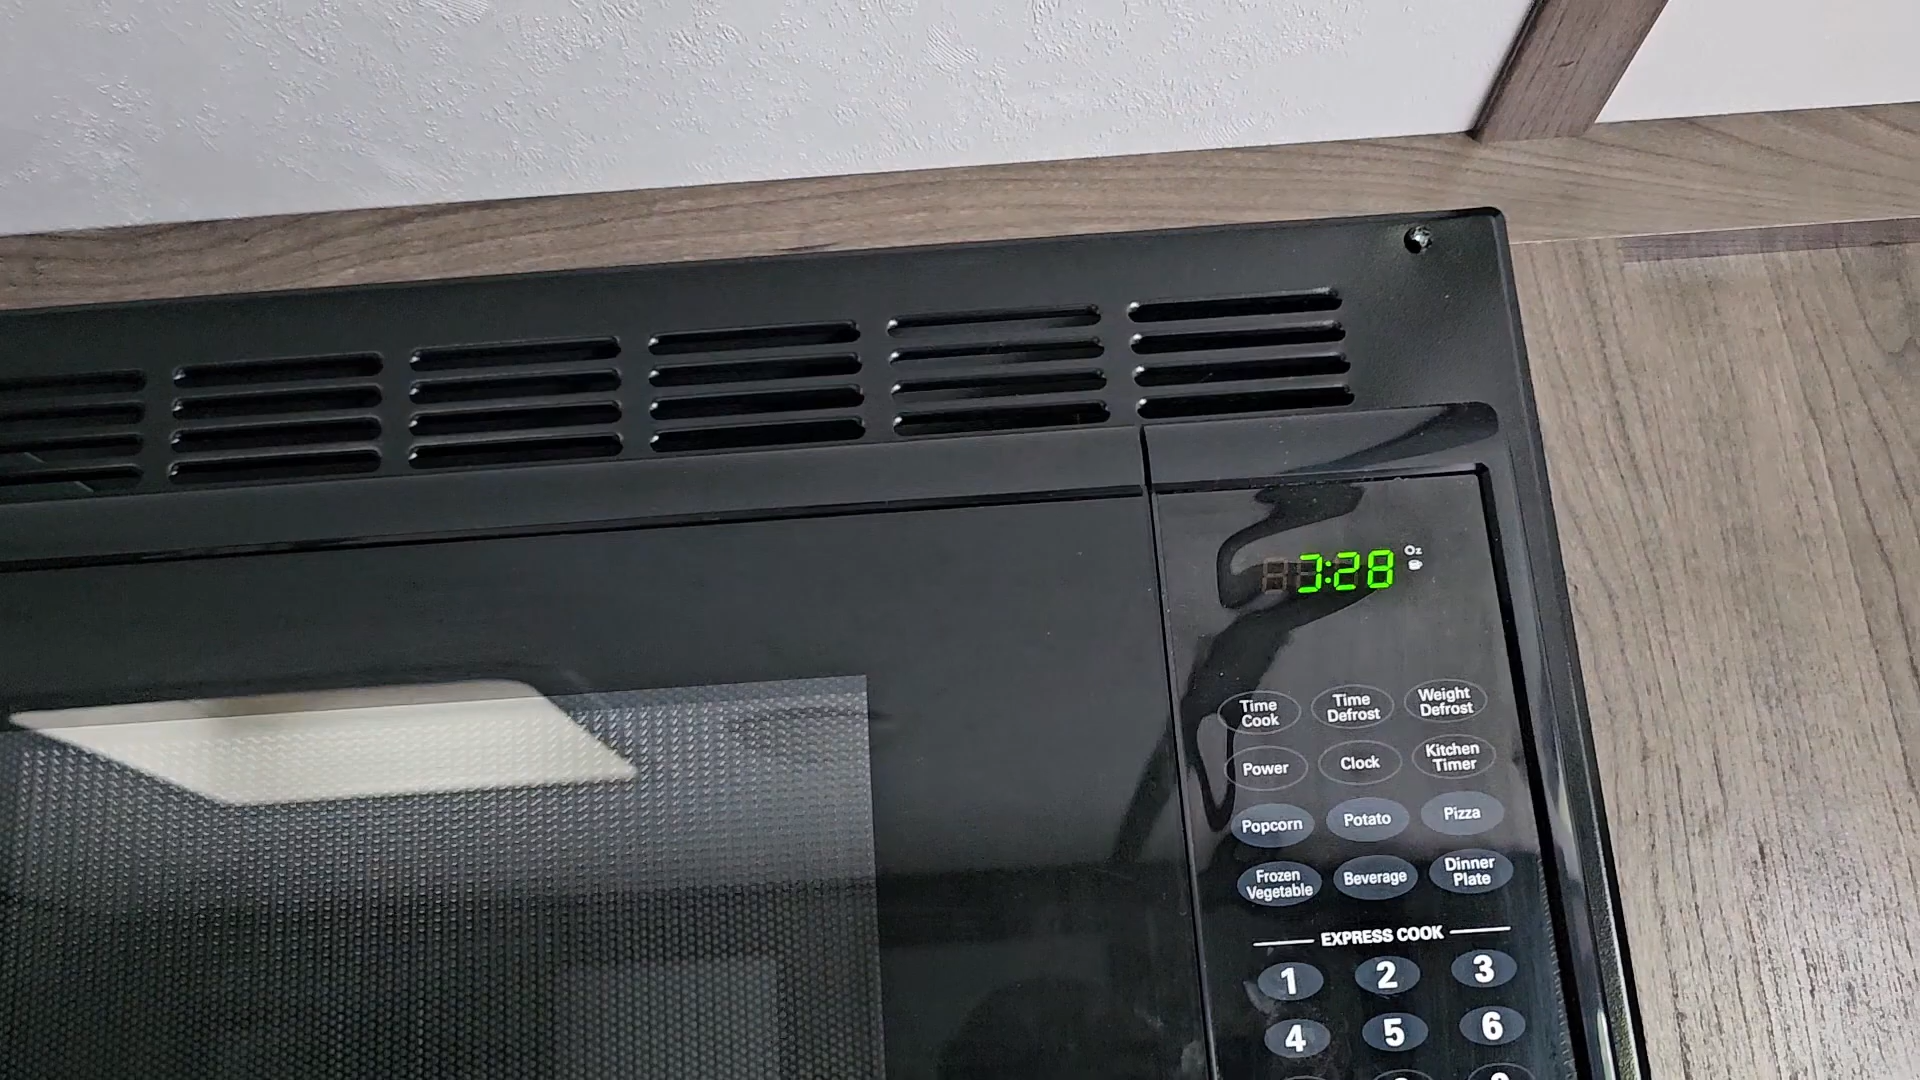 3:28
Oz
Time Cook
Time Defrost
Weight Defrost
Power
Clock
Kitchen Timer
Popcorn
Potato
Pizza
Frozen Vegetable
Beverage
Dinner Plate
EXPRESS COOK
1 2 3
4 5 6